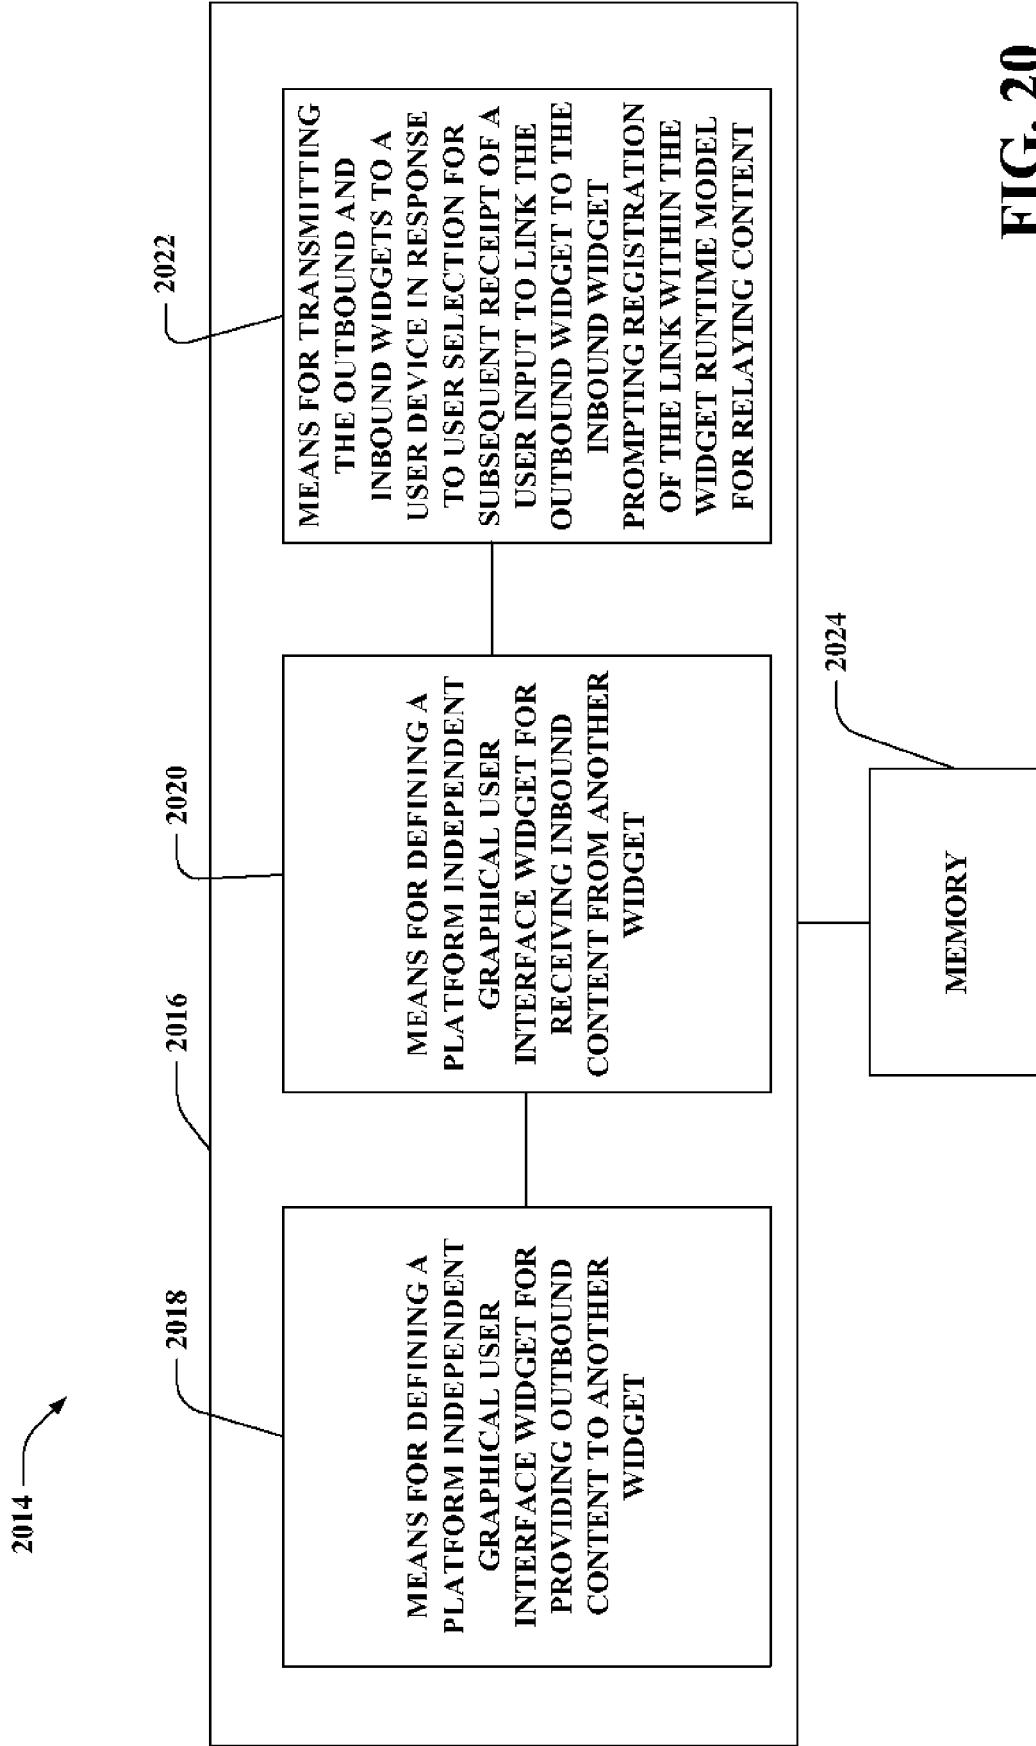 2014
2016
2018
MEANS FOR DEFINING A
PLATFORM INDEPENDENT
GRAPHICAL USER
INTERFACE WIDGET FOR
PROVIDING OUTBOUND
CONTENT TO ANOTHER
WIDGET
2020
MEANS FOR DEFINING A
PLATFORM INDEPENDENT
GRAPHICAL USER
INTERFACE WIDGET FOR
RECEIVING INBOUND
CONTENT FROM ANOTHER
WIDGET
2022
MEANS FOR TRANSMITTING
THE OUTBOUND AND
INBOUND WIDGETS TO A
USER DEVICE IN RESPONSE
TO USER SELECTION FOR
SUBSEQUENT RECEIPT OF A
USER INPUT TO LINK THE
OUTBOUND WIDGET TO THE
INBOUND WIDGET
PROMPTING REGISTRATION
OF THE LINK WITHIN THE
WIDGET RUNTIME MODEL
FOR RELAYING CONTENT
2024
MEMORY
FIG. 20